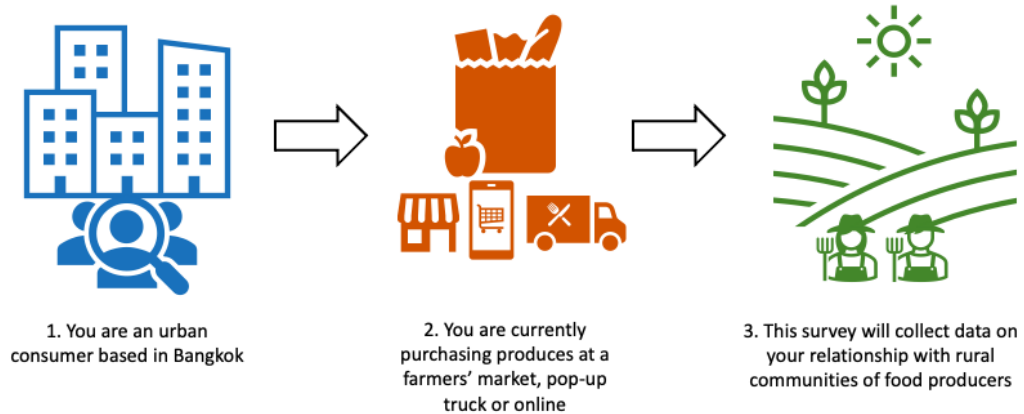 1. You are an urban
consumer based in Bangkok
2. You are currently
purchasing produces at a
farmers' market, pop-up
truck or online
3. This survey will collect data on
your relationship with rural
communities of food producers